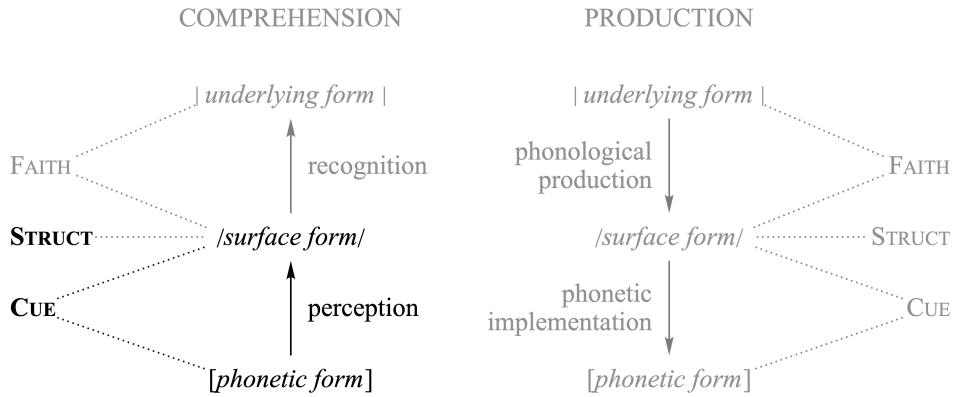 COMPREHENSION PRODUCTION
| underlying form | | underlying form |
FAITH recognition phonological production FAITH
STRUCT /surface form/ /surface form/ STRUCT
CUE perception phonetic implementation CUE
[phonetic form] [phonetic form]